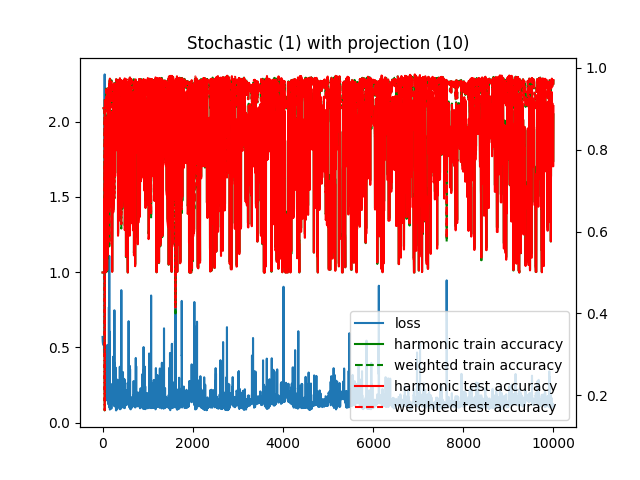 Stochastic (1) with projection (10)
2.0
1.5
1.0
0.5
0.0
1.0
0.8
0.6
0.4
0.2
loss
harmonic train accuracy
weighted train accuracy
harmonic test accuracy
weighted test accuracy
0 2000 4000 6000 8000 10000